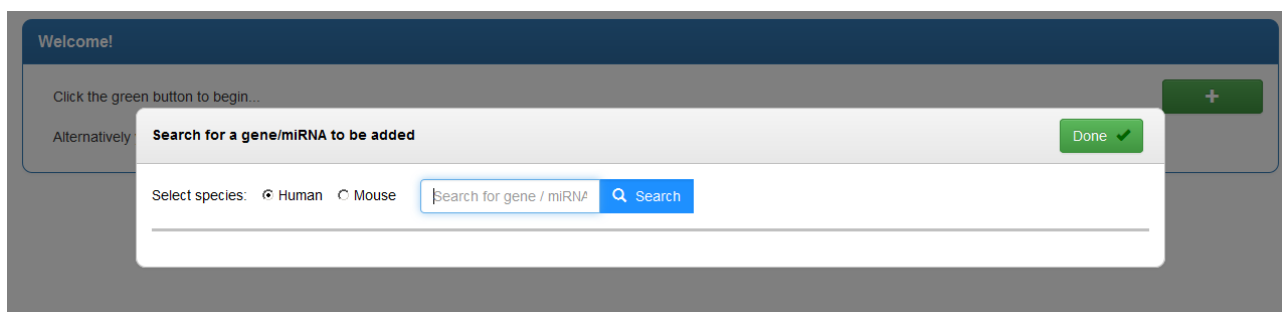 Welcome!
Click the green button to begin...
Alternatively
Search for a gene/miRNA to be added
Done
Select species: Human Mouse
Search for gene / miRNA
Search